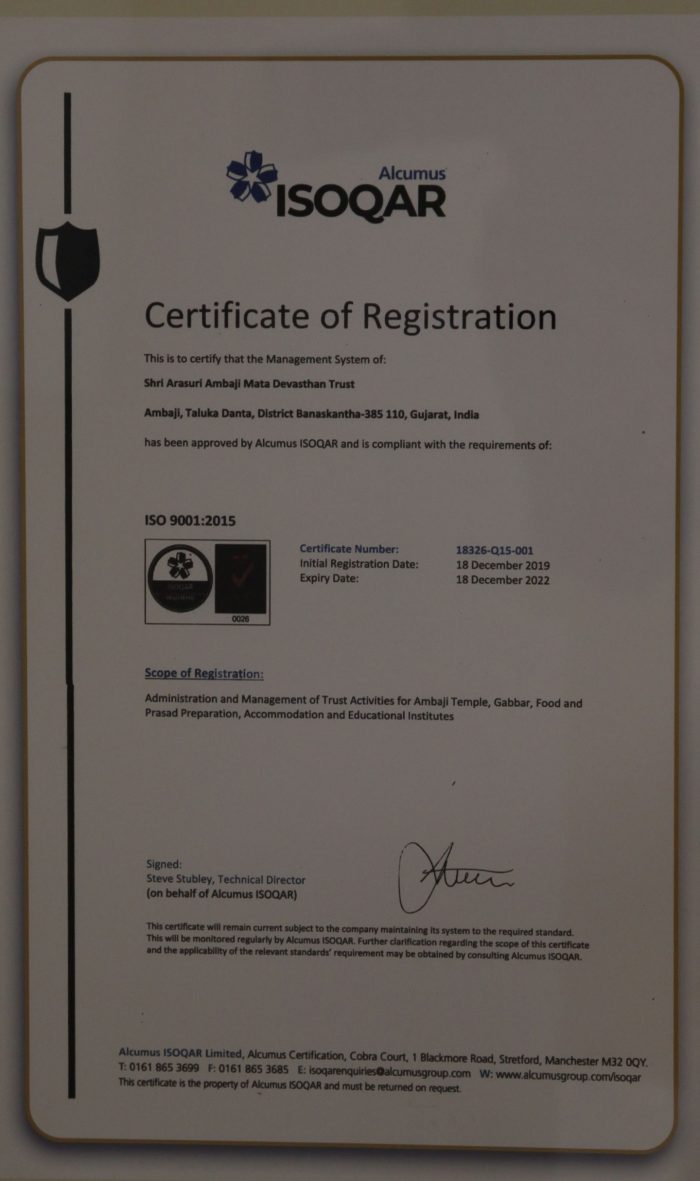 Alcumus
ISOQAR
Certificate of Registration
This is to certify that the Management System of:
Shri Arasuri Ambaji Mata Devasthan Trust
Ambaji, Taluka Danta, District Banaskantha-385 110, Gujarat, India
has been approved by Alcumus ISOQAR and is compliant with the requirements of:
ISO 9001:2015
ISOQAR
REGISTERED
0026
Certificate Number: 18326-Q15-001
Initial Registration Date: 18 December 2019
Expiry Date: 18 December 2022
Scope of Registration:
Administration and Management of Trust Activities for Ambaji Temple, Gabbar, Food and
Prasad Preparation, Accommodation and Educational Institutes
Signed:
Steve Stubley, Technical Director
(on behalf of Alcumus ISOQAR)
This certificate will remain current subject to the company maintaining its system to the required standard.
This will be monitored regularly by Alcumus ISOQAR. Further clarification regarding the scope of this certificate
and the applicability of the relevant standards' requirement may be obtained by consulting Alcumus ISOQAR.
Alcumus ISOQAR Limited, Alcumus Certification, Cobra Court, 1 Blackmore Road, Stretford, Manchester M32 0QY.
T: 0161 865 3699 F: 0161 865 3685 E: isoqarenquiries@alcumusgroup.com W: www.alcumusgroup.com/isoqar
This certificate is the property of Alcumus ISOQAR and must be returned on request.